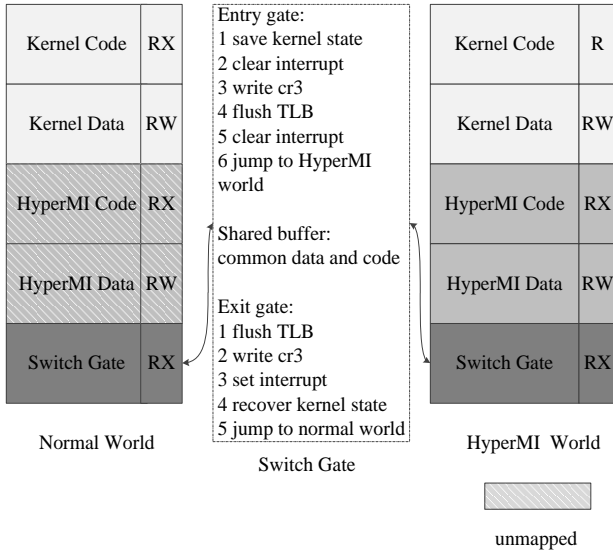 Kernel Code RX
Kernel Data RW
HyperMI Code RX
HyperMI Data RW
Switch Gate RX
Normal World
Entry gate:
1 save kernel state
2 clear interrupt
3 write cr3
4 flush TLB
5 clear interrupt
6 jump to HyperMI
world
Shared buffer:
common data and code
Exit gate:
1 flush TLB
2 write cr3
3 set interrupt
4 recover kernel state
5 jump to normal world
Switch Gate
Kernel Code R
Kernel Data RW
HyperMI Code RX
HyperMI Data RW
Switch Gate RX
HyperMI World
unmapped